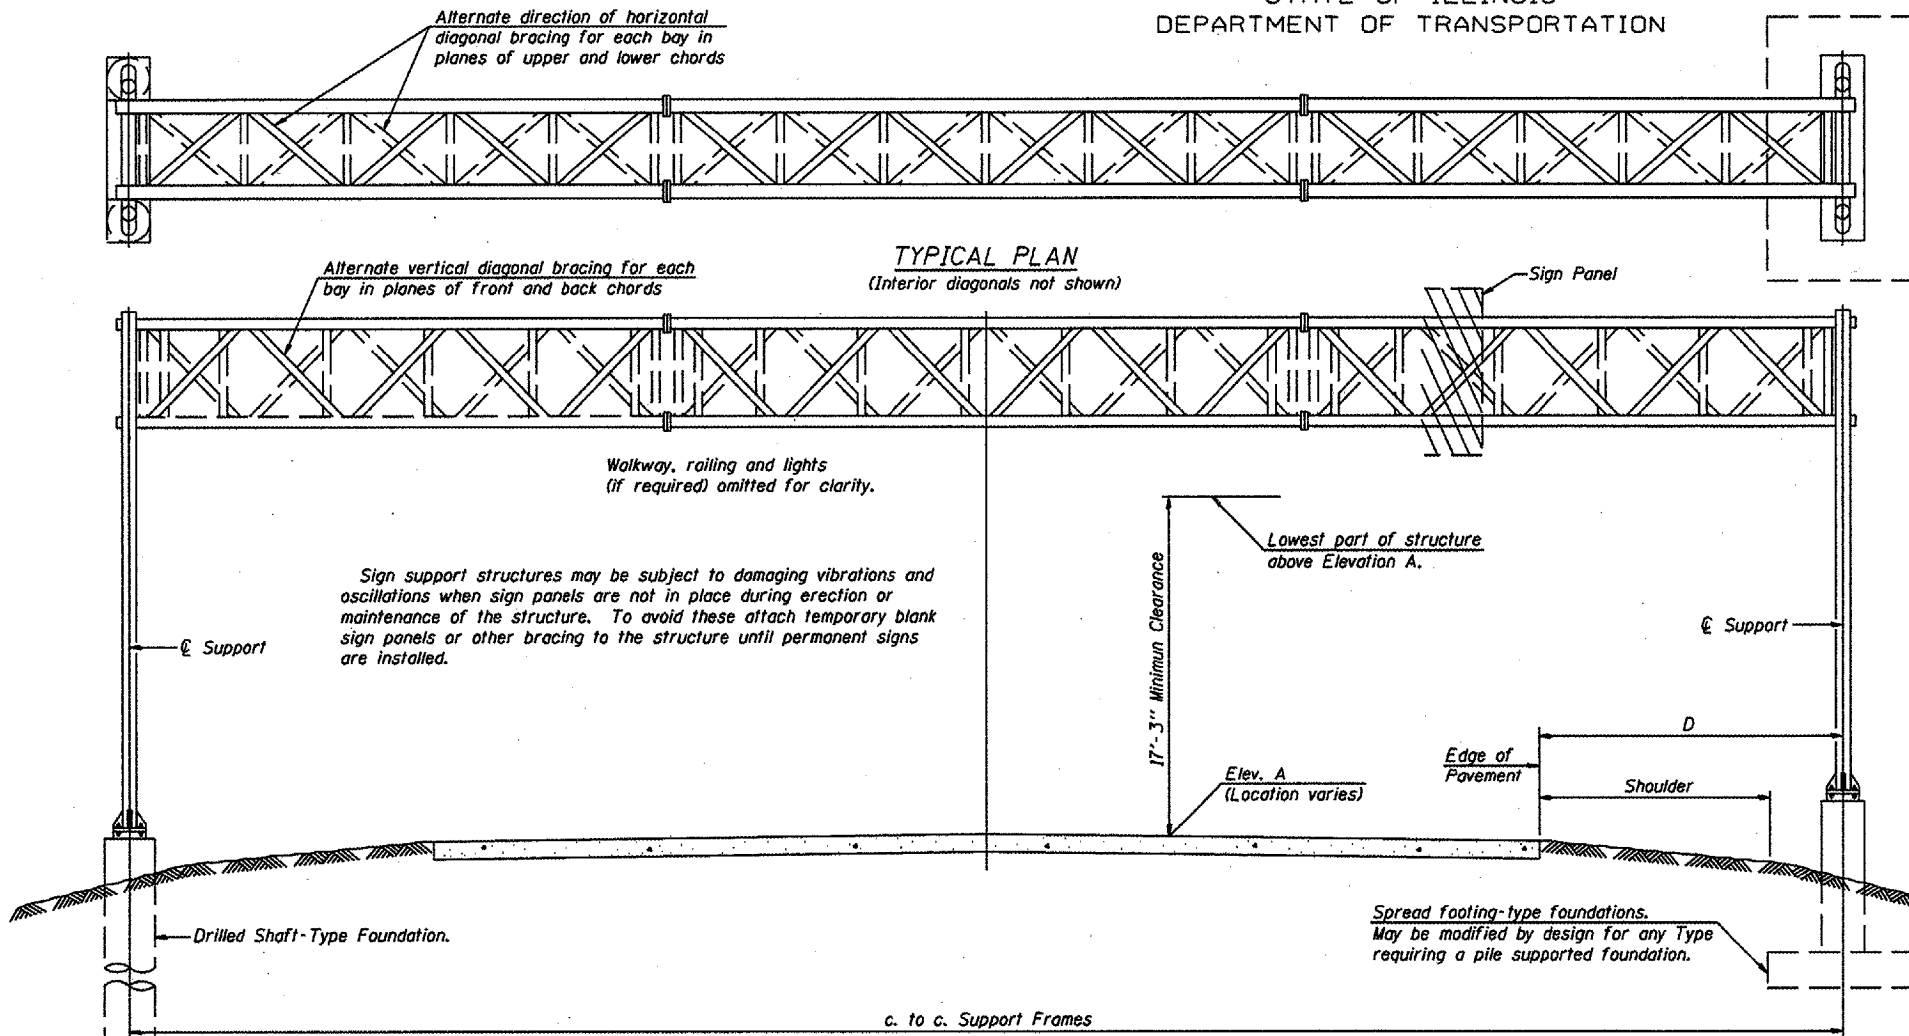 STATE OF ILLINOIS
DEPARTMENT OF TRANSPORTATION
Alternate direction of horizontal
diagonal bracing for each bay in
planes of upper and lower chords
TYPICAL PLAN
(Interior diagonals not shown)
Alternate vertical diagonal bracing for each
bay in planes of front and back chords
Sign Panel
Walkway, railing and lights
(if required) omitted for clarity.
Lowest part of structure
above Elevation A.
17'-3" Minimun Clearance
Sign support structures may be subject to damaging vibrations and
oscillations when sign panels are not in place during erection or
maintenance of the structure. To avoid these attach temporary blank
sign panels or other bracing to the structure until permanent signs
are installed.
℄ Support
℄ Support
D
Edge of
Pavement
Shoulder
Elev. A
(Location varies)
Drilled Shaft-Type Foundation.
Spread footing-type foundations.
May be modified by design for any Type
requiring a pile supported foundation.
c. to c. Support Frames